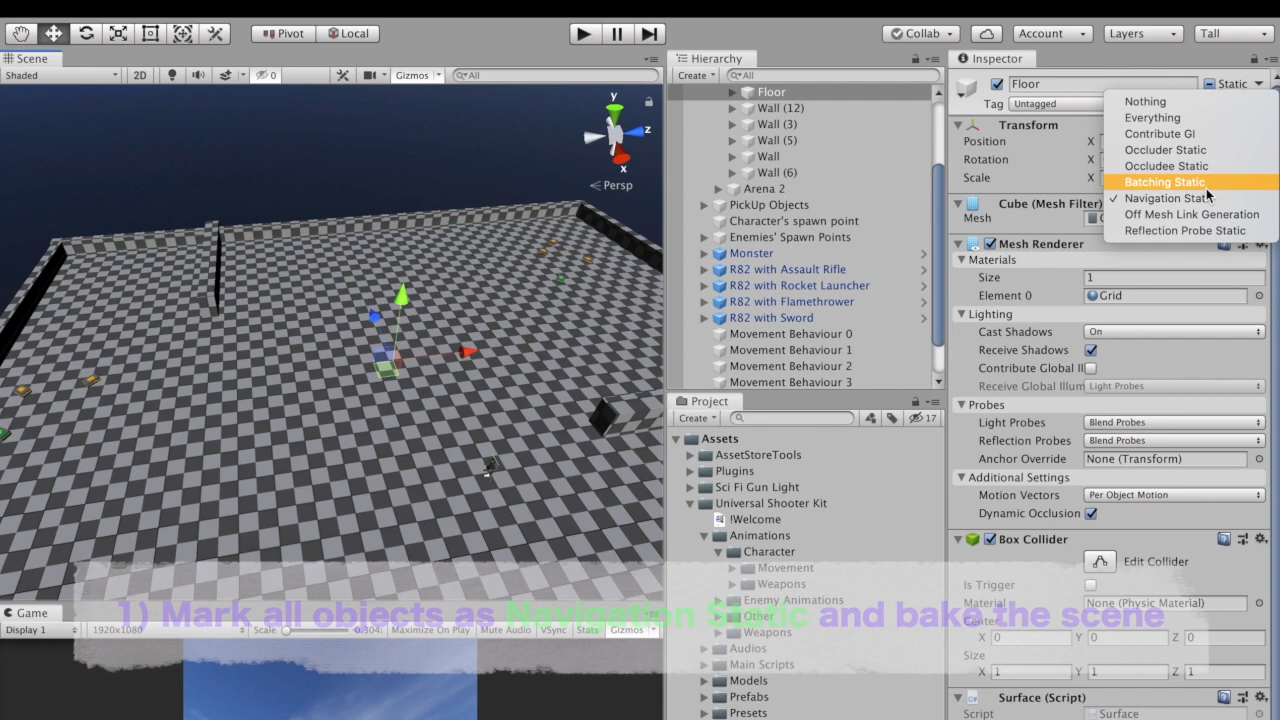 Pivot Local Collab Account Layers Tall
Scene
Shaded 2D 0 Gizmos All
y
z
x
Persp
Hierarchy
Create All
Floor
Wall (12)
Wall (3)
Wall (5)
Wall
Wall (6)
Arena 2
PickUp Objects
Character's spawn point
Enemies' Spawn Points
Monster
R82 with Assault Rifle
R82 with Rocket Launcher
R82 with Flamethrower
R82 with Sword
Movement Behaviour 0
Movement Behaviour 1
Movement Behaviour 2
Movement Behaviour 3
Project
Create 17
Assets
AssetStoreTools
Plugins
Sci Fi Gun Light
Universal Shooter Kit
!Welcome
Animations
Character
Movement
Weapons
Enemy Animations
Other
Weapons
Audios
Main Scripts
Models
Prefabs
Presets
Inspector
Floor Static
Tag Untagged
Nothing
Everything
Contribute GI
Occluder Static
Occludee Static
Batching Static
Navigation Static
Off Mesh Link Generation
Reflection Probe Static
Transform
Position X
Rotation X
Scale X
Cube (Mesh Filter)
Mesh
Mesh Renderer
Materials
Size 1
Element 0 Grid
Lighting
Cast Shadows On
Receive Shadows
Contribute Global Il
Receive Global Illum Light Probes
Probes
Light Probes Blend Probes
Reflection Probes Blend Probes
Anchor Override None (Transform)
Additional Settings
Motion Vectors Per Object Motion
Dynamic Occlusion
Box Collider
Edit Collider
Is Trigger
Material None (Physic Material)
Center
X 0 Y 0 Z 0
Size
X 1 Y 1 Z 1
Surface (Script)
Script Surface
1) Mark all objects as Navigation Static and bake the scene
Game
Display 1 1920x1080 Scale 0.304: Maximize On Play Mute Audio VSync Stats Gizmos